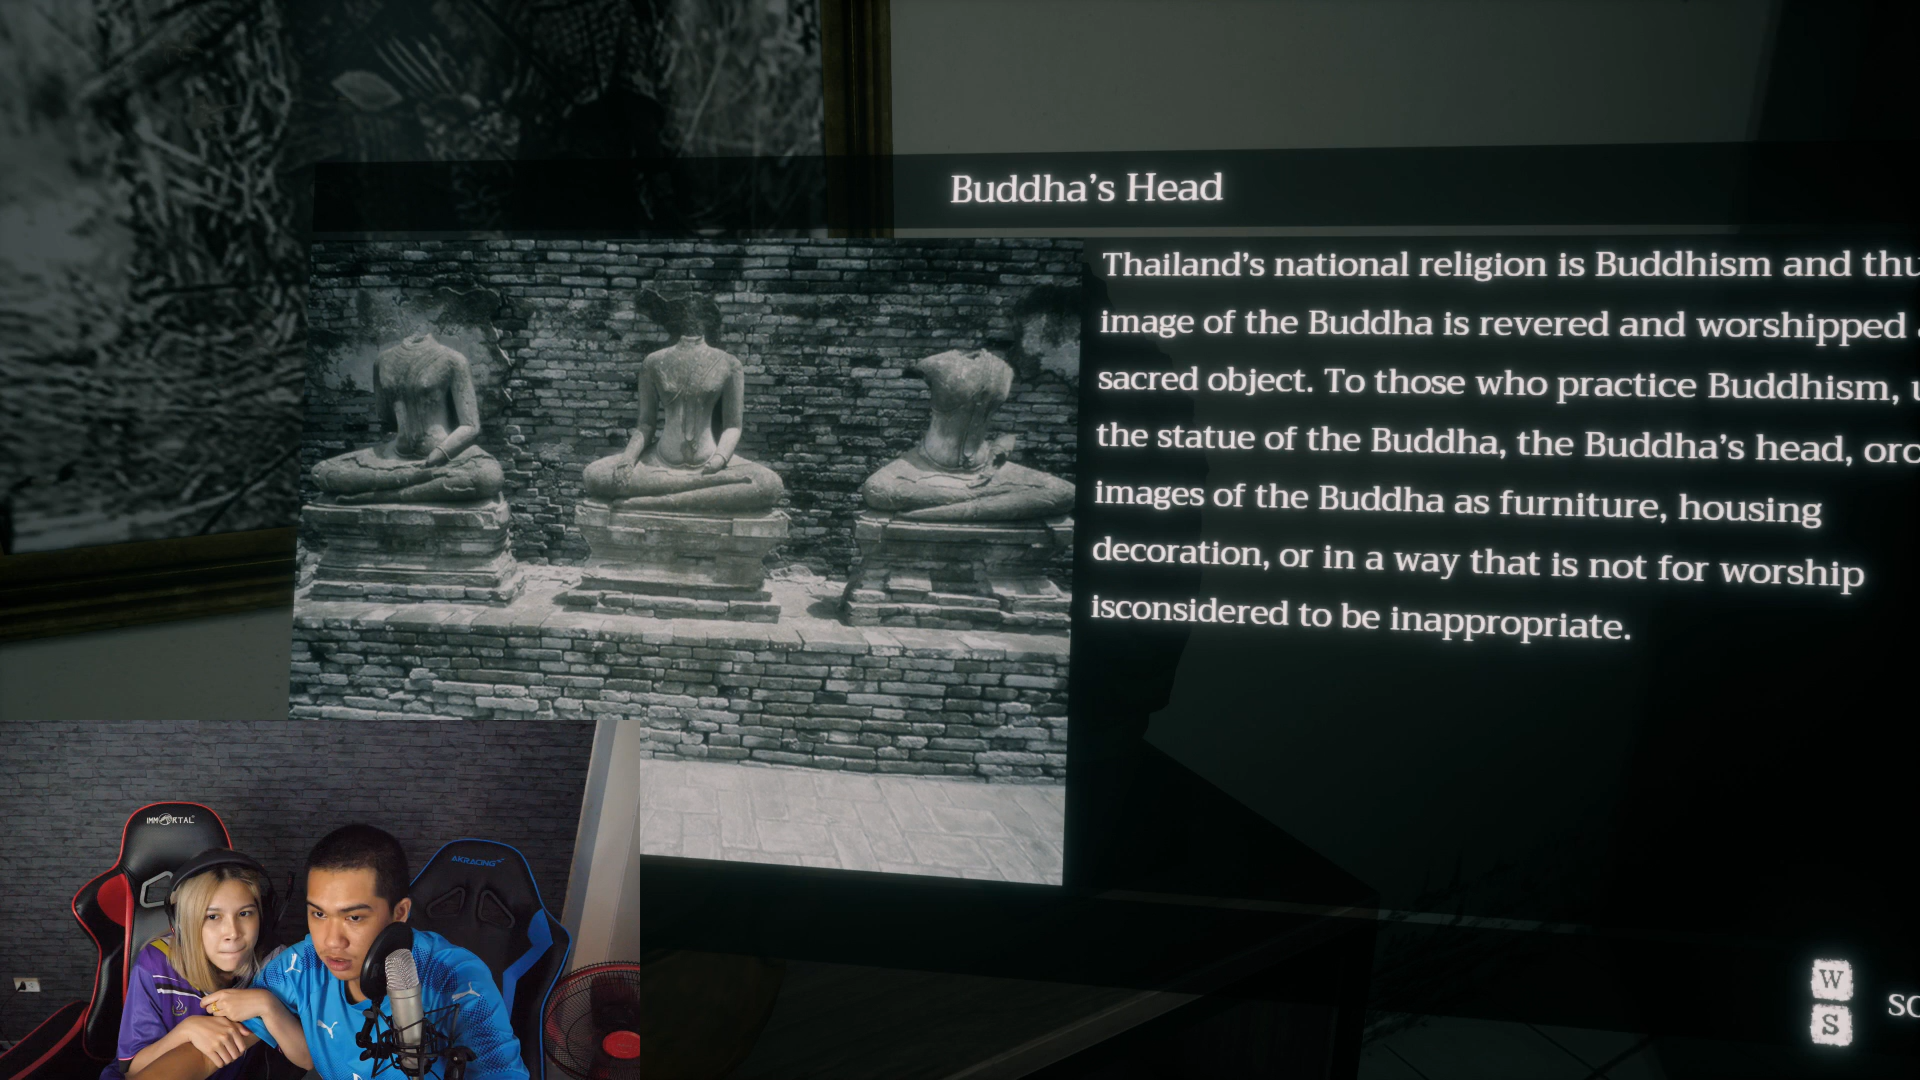 Buddha's Head
Thailand's national religion is Buddhism and
image of the Buddha is revered and worshipped
sacred object. To those who practice Buddhism,
the statue of the Buddha, the Buddha's head,
images of the Buddha as furniture, housing
decoration, or in a way that is not for worship
isconsidered to be inappropriate.
IMMORTAL
AKRACING
W
S